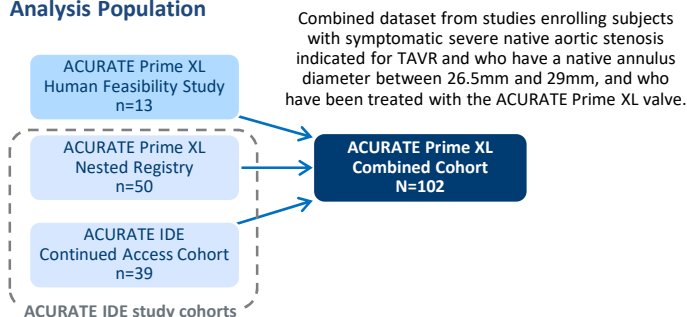 Analysis Population
Combined dataset from studies enrolling subjects
with symptomatic severe native aortic stenosis
indicated for TAVR and who have a native annulus
diameter between 26.5mm and 29mm, and who
have been treated with the ACURATE Prime XL valve.
ACURATE Prime XL
Human Feasibility Study
n=13
ACURATE Prime XL
Nested Registry
n=50
ACURATE IDE
Continued Access Cohort
n=39
ACURATE IDE study cohorts
ACURATE Prime XL
Combined Cohort
N=102